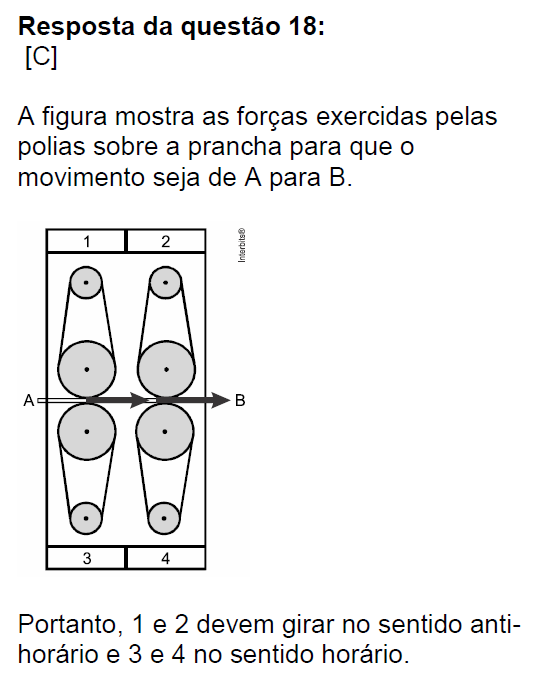 Resposta da questão 18:
[C]
A figura mostra as forças exercidas pelas
polias sobre a prancha para que o
movimento seja de A para B.
1 2
Interbits®
A B
3 4
Portanto, 1 e 2 devem girar no sentido anti-
horário e 3 e 4 no sentido horário.